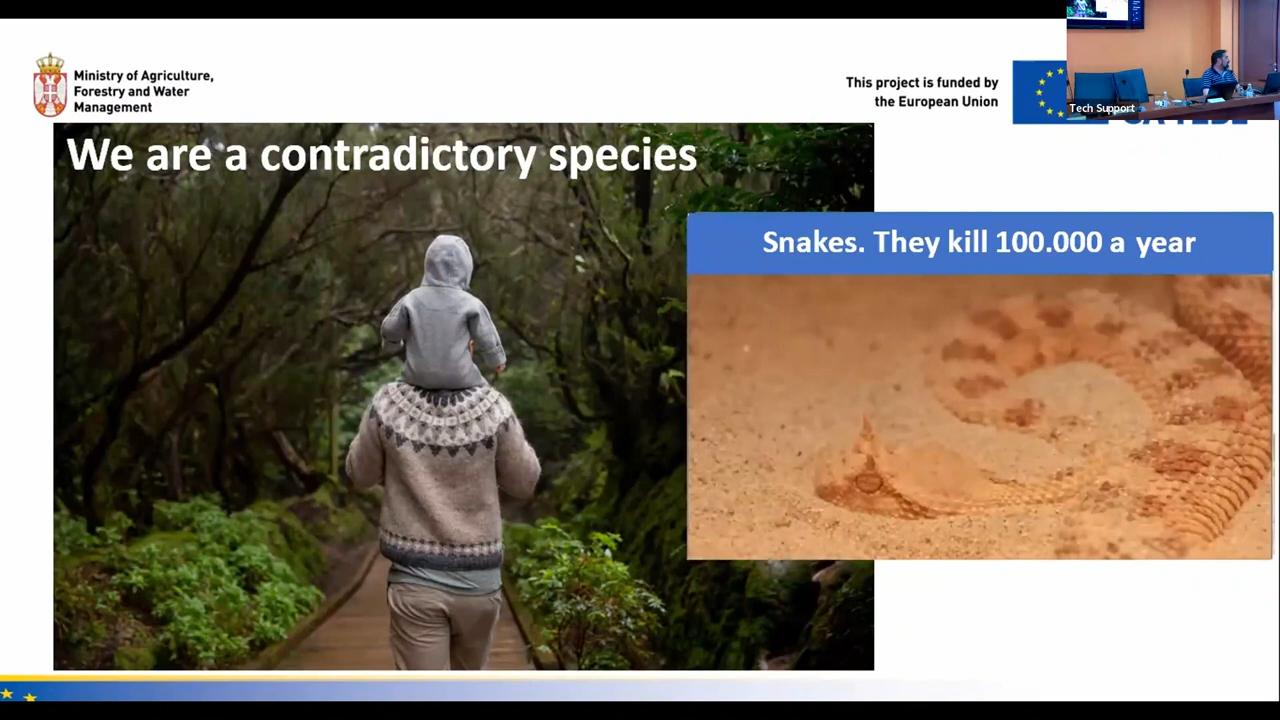 Ministry of Agriculture,
Forestry and Water
Management
This project is funded by
the European Union
Tech Support
We are a contradictory species
Snakes. They kill 100.000 a year